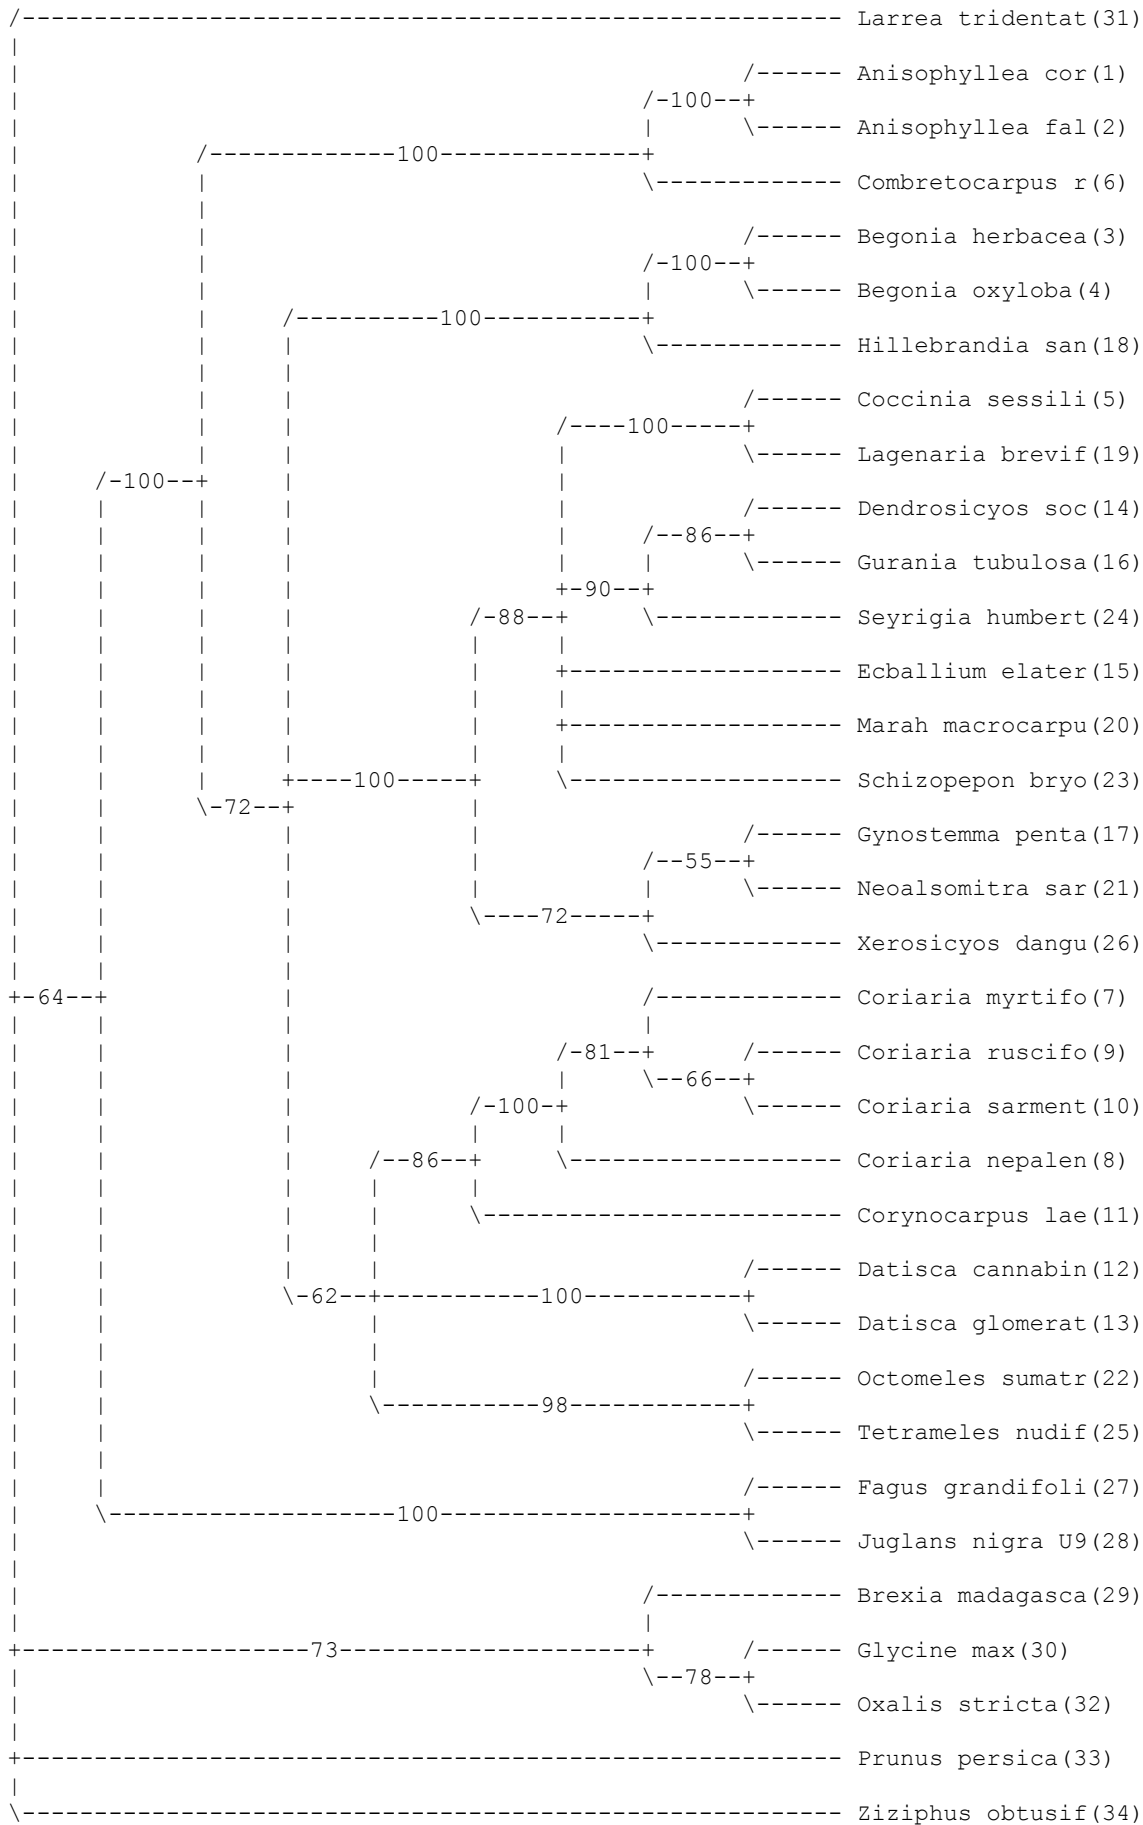 Larrea tridentat(31)
Anisophyllea cor(1)
100
Anisophyllea fal(2)
100
Combretocarpus r(6)
Begonia herbacea(3)
100
Begonia oxyloba(4)
100
Hillebrandia san(18)
Coccinia sessili(5)
100
Lagenaria brevif(19)
100
Dendrosicyos soc(14)
86
Gurania tubulosa(16)
90
88 Seyrigia humbert(24)
Ecballium elater(15)
Marah macrocarpu(20)
100 Schizopepon bryo(23)
72
Gynostemma penta(17)
55
Neoalsomitra sar(21)
72
Xerosicyos dangu(26)
64 Coriaria myrtifo(7)
81 Coriaria ruscifo(9)
66
100 Coriaria sarment(10)
86 Coriaria nepalen(8)
Corynocarpus lae(11)
Datisca cannabin(12)
62 100
Datisca glomerat(13)
Octomeles sumatr(22)
98
Tetrameles nudif(25)
Fagus grandifoli(27)
100
Juglans nigra U9(28)
Brexia madagasca(29)
73 Glycine max(30)
78
Oxalis stricta(32)
Prunus persica(33)
Ziziphus obtusif(34)